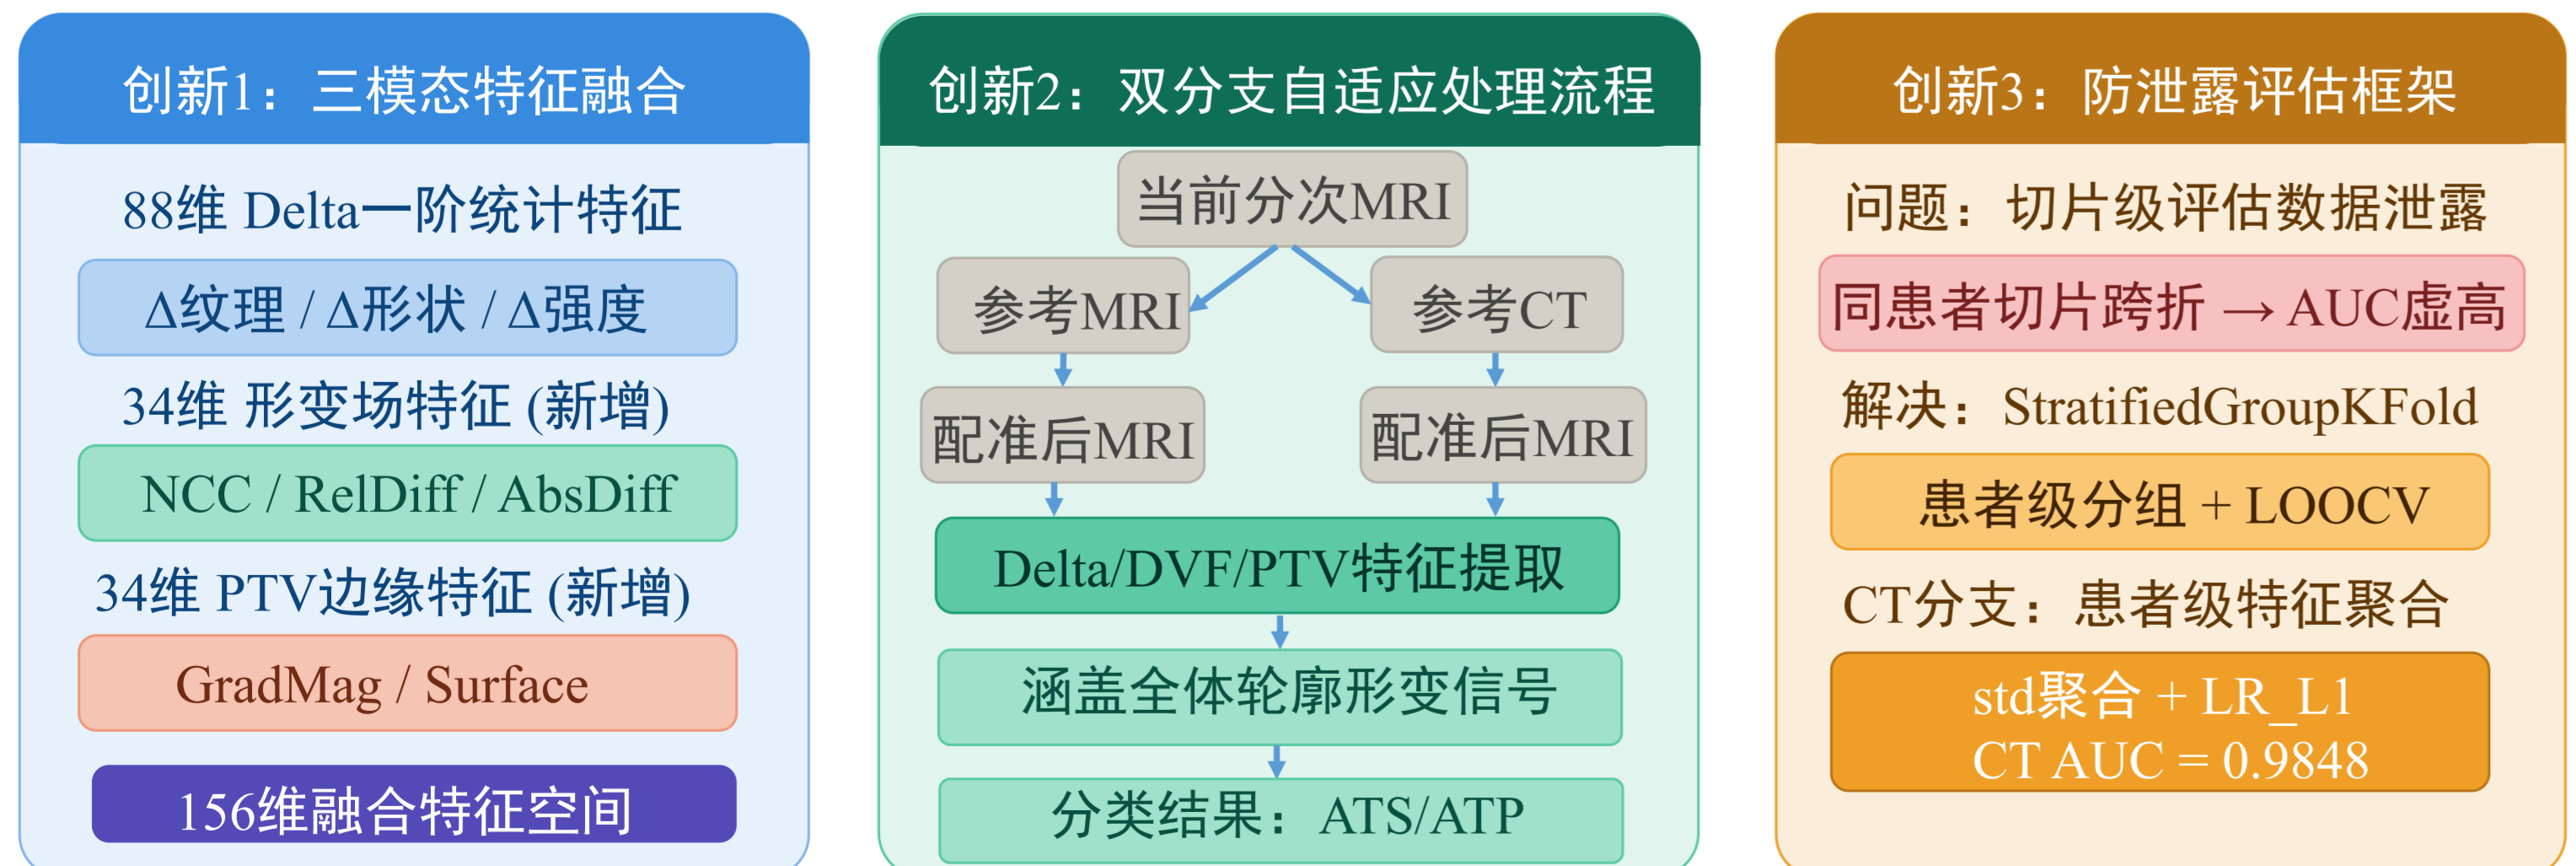 创新1：三模态特征融合
88维 Delta一阶统计特征
Δ纹理 / Δ形状 / Δ强度
34维 形变场特征 (新增)
NCC / RelDiff / AbsDiff
34维 PTV边缘特征 (新增)
GradMag / Surface
156维融合特征空间
创新2：双分支自适应处理流程
当前分次MRI
参考MRI
参考CT
配准后MRI
配准后MRI
Delta/DVF/PTV特征提取
涵盖全体轮廓形变信号
分类结果：ATS/ATP
创新3：防泄露评估框架
问题：切片级评估数据泄露
同患者切片跨折 → AUC虚高
解决：StratifiedGroupKFold
患者级分组 + LOOCV
CT分支：患者级特征聚合
std聚合 + LR_L1
CT AUC = 0.9848